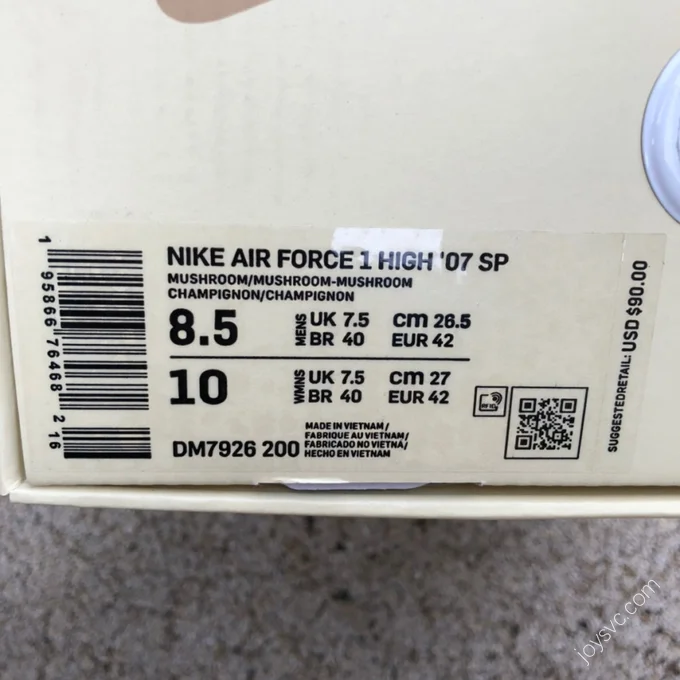 NIKE AIR FORCE 1 HIGH '07 SP
MUSHROOM/MUSHROOM-MUSHROOM
CHAMPIGNON/CHAMPIGNON
8.5 MENS UK 7.5 cm 26.5
BR 40 EUR 42
10 WMNS UK 7.5 cm 27
BR 40 EUR 42
DM7926 200
MADE IN VIETNAM /
FABRIQUE AU VIETNAM/
FABRICADO NO VIETNÃ/
HECHO EN VIETNAM
RFID
1 95866 76468 2 16
SUGGESTEDRETAIL: USD $90.00
joysvc.com